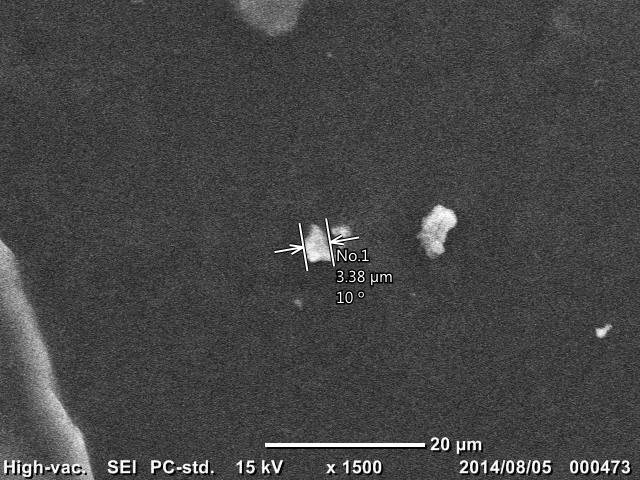 No.1
3.38 µm
10 º
20 µm
High-vac. SEI PC-std. 15 kV x 1500 2014/08/05 000473